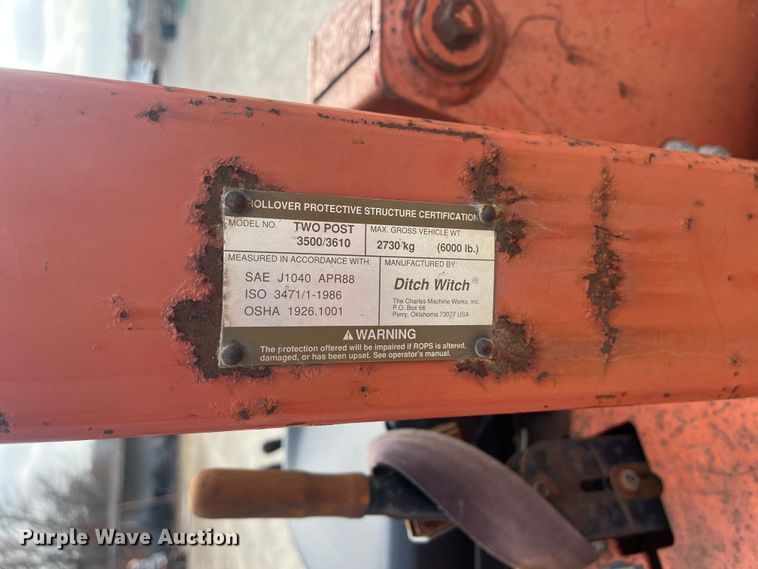 ROLLOVER PROTECTIVE STRUCTURE CERTIFICATION
MODEL NO. TWO POST
3500/3610
MAX. GROSS VEHICLE WT.
2730 kg (6000 lb.)
MEASURED IN ACCORDANCE WITH:
SAE J1040 APR88
ISO 3471/1-1986
OSHA 1926.1001
MANUFACTURED BY:
Ditch Witch®
The Charles Machine Works, Inc.
P.O. Box 66
Perry, Oklahoma 73077 USA
⚠ WARNING
The protection offered will be impaired if ROPS is altered,
damaged, or has been upset. See operator's manual.
Purple Wave Auction